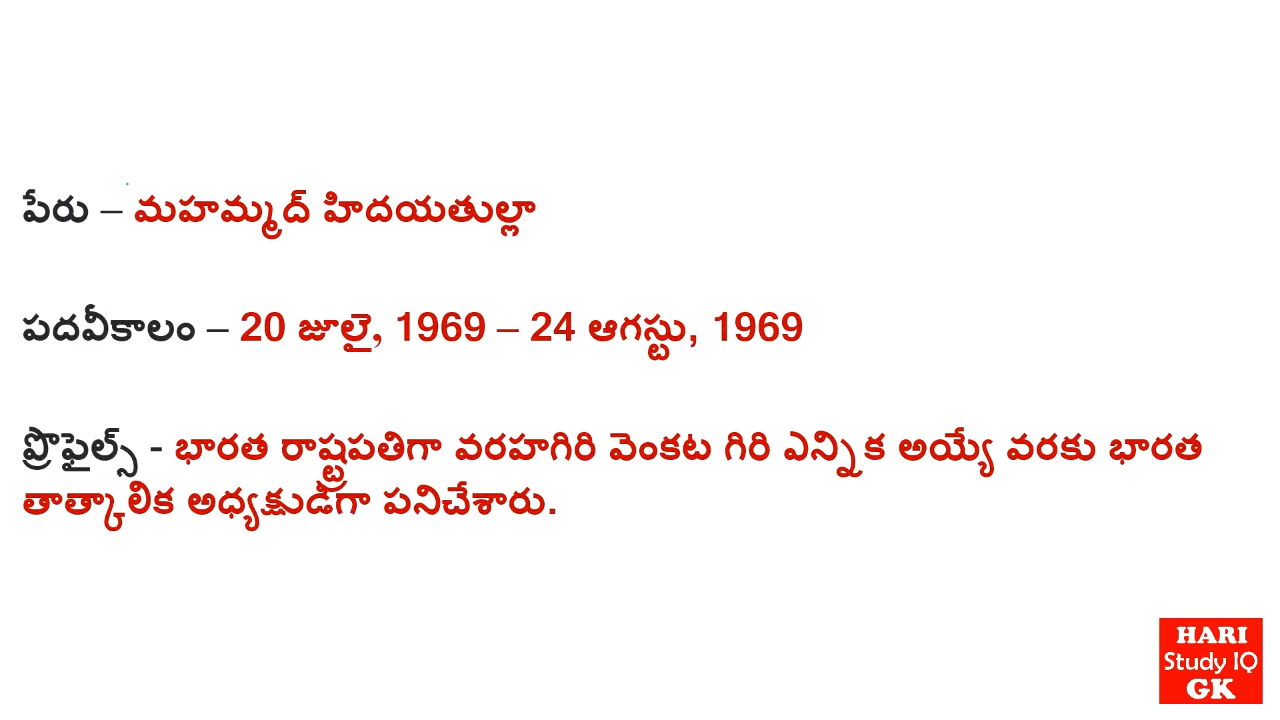 పేరు – మహమ్మద్ హిదయతుల్లా
పదవీకాలం – 20 జూలై, 1969 – 24 ఆగస్టు, 1969
ప్రొఫైల్స్ - భారత రాష్ట్రపతిగా వరహగిరి వెంకట గిరి ఎన్నిక అయ్యే వరకు భారత
తాత్కాలిక అధ్యక్షుడిగా పనిచేశారు.
HARI
Study IQ
GK